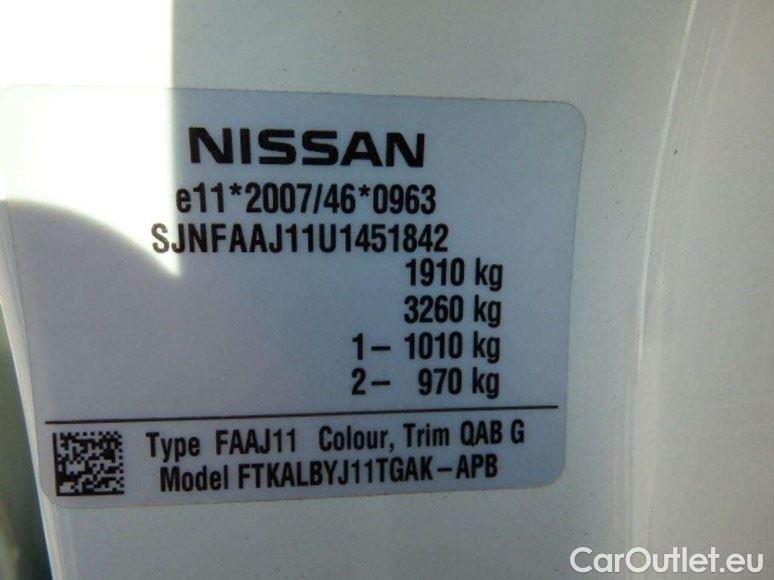 NISSAN
e11*2007/46*0963
SJNFAAJ11U1451842
1910 kg
3260 kg
1– 1010 kg
2– 970 kg
Type FAAJ11 Colour, Trim QAB G
Model FTKALBYJ11TGAK–APB
CarOutlet.eu